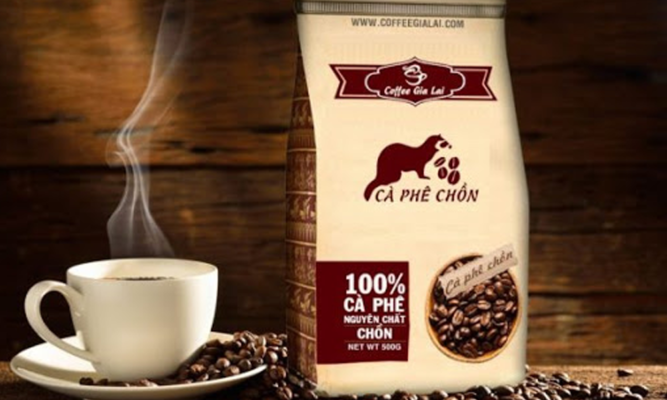 WWW.COFFEEGIALAI.COM
Coffee Gia Lai
CÀ PHÊ CHỒN
Cà phê chồn
100%
CÀ PHÊ
NGUYÊN CHẤT
CHỒN
NET WT 500G